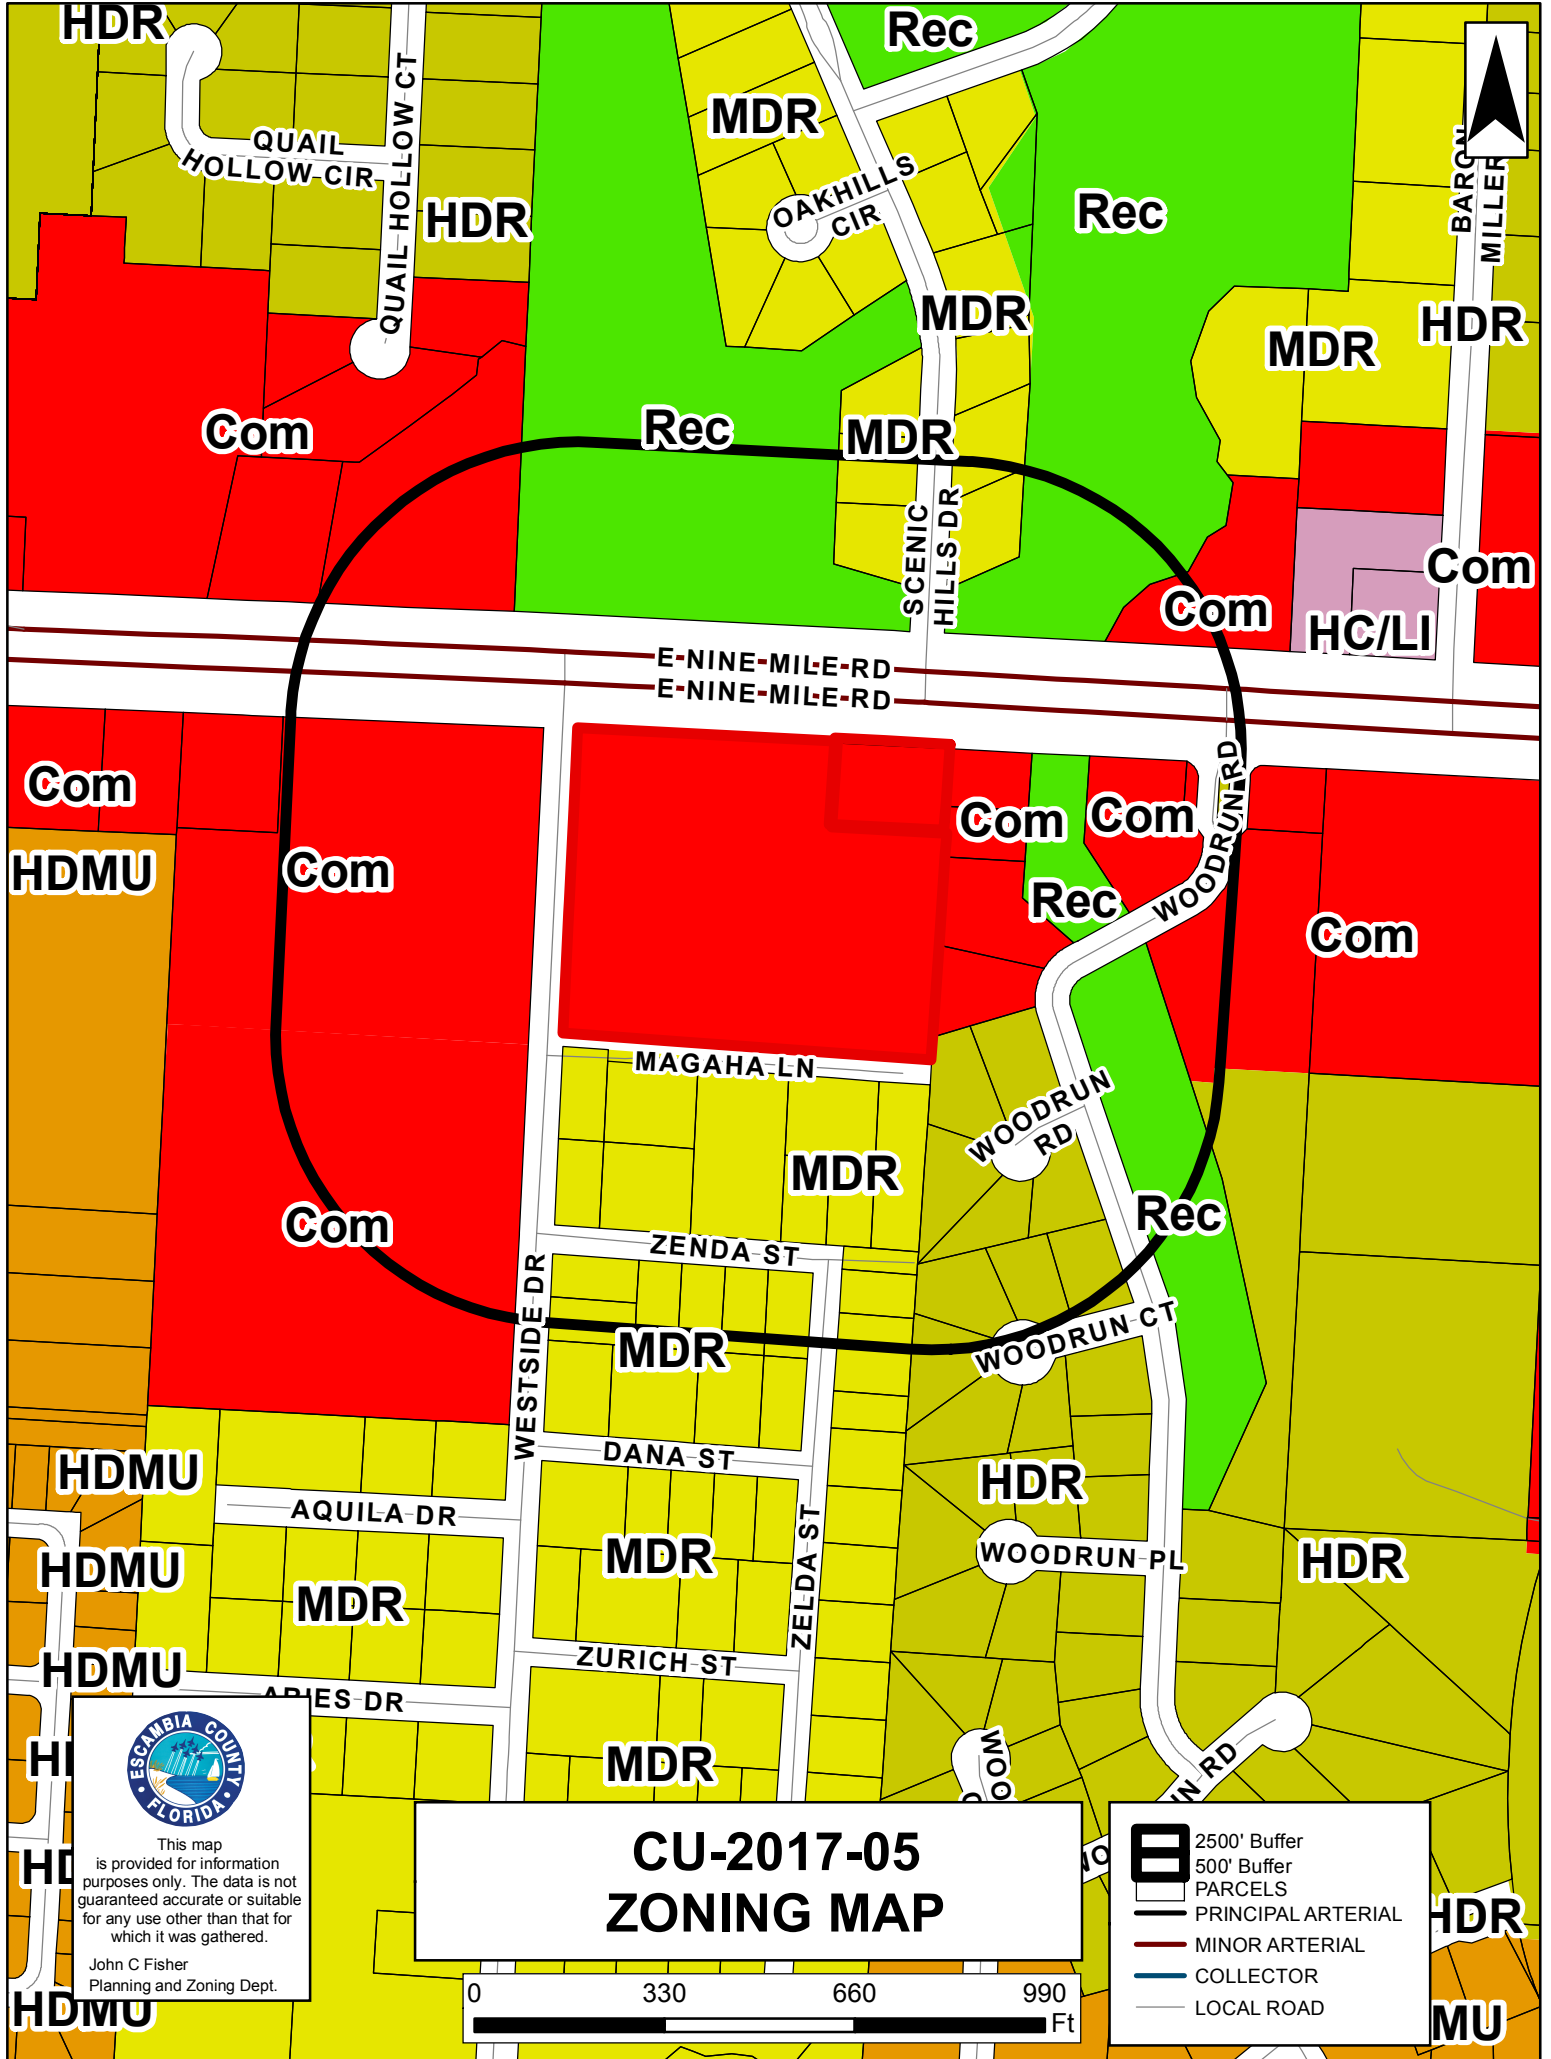 HDR
Rec
MDR
QUAIL HOLLOW CT
QUAIL
HOLLOW CIR
HDR
OAKHILLS
CIR
Rec
BARON
MILLER
MDR
HDR
MDR
Com
Rec
MDR
SCENIC
HILLS DR
Com
Com
HC/LI
E NINE MILE RD
E NINE MILE RD
Com
Com
HDMU
Com
Com
WOODRUN RD
Rec
Com
MAGAHA LN
WOODRUN
RD
MDR
Com
Rec
ZENDA ST
WESTSIDE DR
MDR
WOODRUN CT
DANA ST
HDMU
HDR
AQUILA DR
ZELDA ST
HDMU
MDR
WOODRUN PL
HDR
MDR
HDMU
ZURICH ST
ARIES DR
MDR
WOO
N RD
ESCAMBIA COUNTY
FLORIDA
This map
is provided for information
purposes only. The data is not
guaranteed accurate or suitable
for any use other than that for
which it was gathered.
John C Fisher
Planning and Zoning Dept.
HDMU
CU-2017-05
ZONING MAP
0 330 660 990
Ft
2500' Buffer
500' Buffer
PARCELS
PRINCIPAL ARTERIAL
MINOR ARTERIAL
COLLECTOR
LOCAL ROAD
HDR
MU